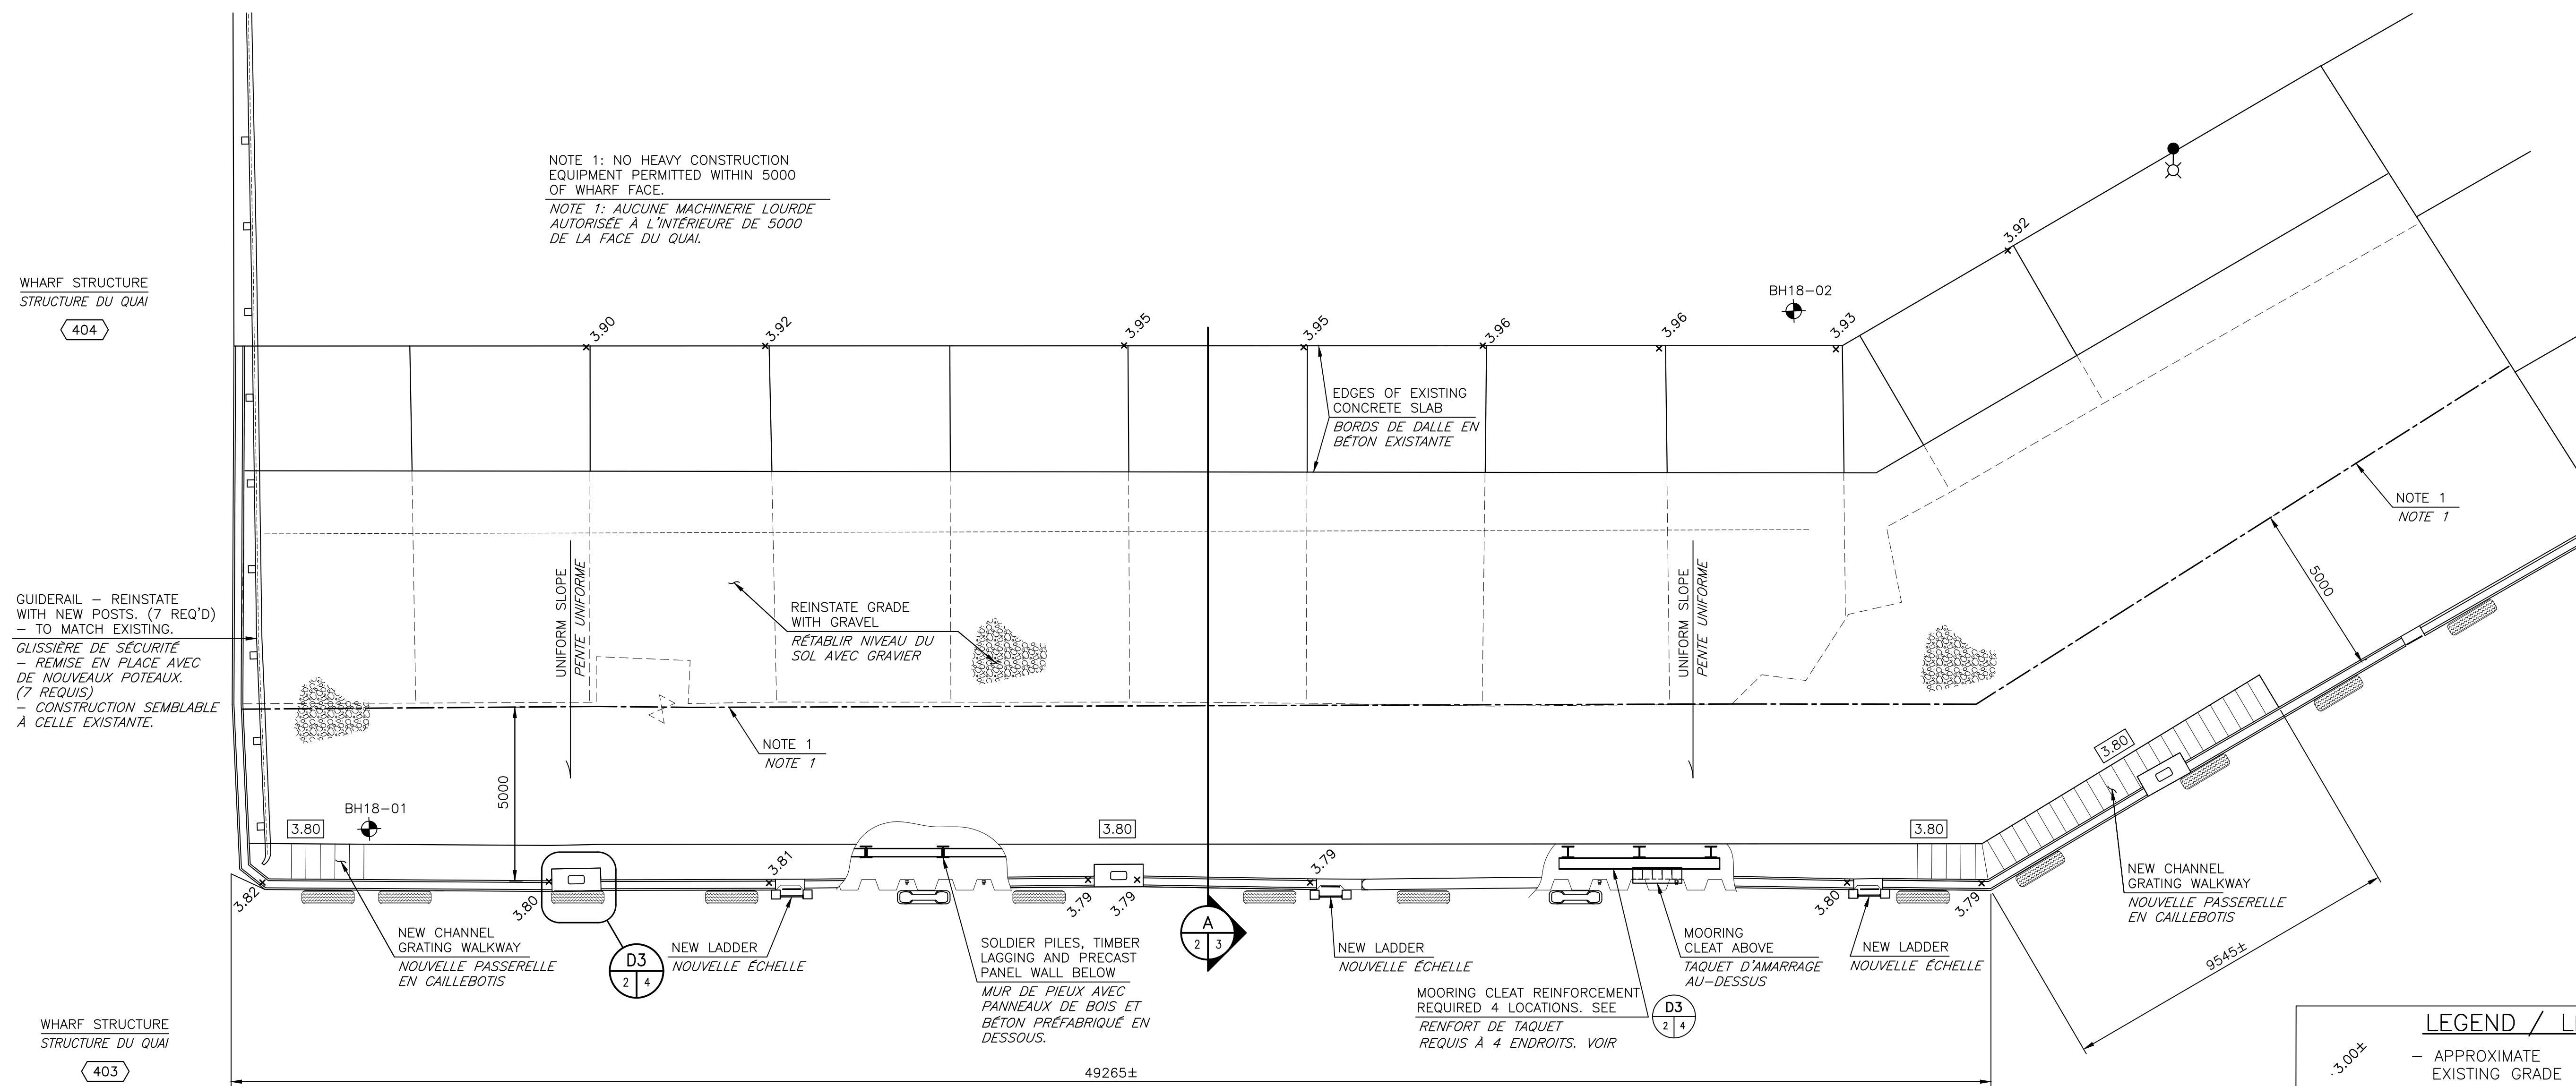 NOTE 1: NO HEAVY CONSTRUCTION
EQUIPMENT PERMITTED WITHIN 5000
OF WHARF FACE.
NOTE 1: AUCUNE MACHINERIE LOURDE
AUTORISÉE À L'INTÉRIEURE DE 5000
DE LA FACE DU QUAI.
WHARF STRUCTURE
STRUCTURE DU QUAI
404
3.90
3.92
3.95
3.95
3.96
3.96
3.93
3.92
BH18-02
EDGES OF EXISTING
CONCRETE SLAB
BORDS DE DALLE EN
BÉTON EXISTANTE
NOTE 1
NOTE 1
5000
GUIDERAIL – REINSTATE
WITH NEW POSTS. (7 REQ'D)
– TO MATCH EXISTING.
GLISSIÈRE DE SÉCURITÉ
– REMISE EN PLACE AVEC
DE NOUVEAUX POTEAUX.
(7 REQUIS)
– CONSTRUCTION SEMBLABLE
À CELLE EXISTANTE.
UNIFORM SLOPE
PENTE UNIFORME
REINSTATE GRADE
WITH GRAVEL
RÉTABLIR NIVEAU DU
SOL AVEC GRAVIER
UNIFORM SLOPE
PENTE UNIFORME
NOTE 1
NOTE 1
5000
BH18-01
3.80
3.80
3.80
3.80
3.82
3.80
3.81
3.79
3.79
3.79
3.80
3.79
NEW CHANNEL
GRATING WALKWAY
NOUVELLE PASSERELLE
EN CAILLEBOTIS
D3
2 4
NEW LADDER
NOUVELLE ÉCHELLE
SOLDIER PILES, TIMBER
LAGGING AND PRECAST
PANEL WALL BELOW
MUR DE PIEUX AVEC
PANNEAUX DE BOIS ET
BÉTON PRÉFABRIQUÉ EN
DESSOUS.
A
2 3
NEW LADDER
NOUVELLE ÉCHELLE
MOORING CLEAT REINFORCEMENT
REQUIRED 4 LOCATIONS. SEE
RENFORT DE TAQUET
REQUIS À 4 ENDROITS. VOIR
D3
2 4
MOORING
CLEAT ABOVE
TAQUET D'AMARRAGE
AU-DESSUS
NEW LADDER
NOUVELLE ÉCHELLE
NEW CHANNEL
GRATING WALKWAY
NOUVELLE PASSERELLE
EN CAILLEBOTIS
9545±
WHARF STRUCTURE
STRUCTURE DU QUAI
403
49265±
LEGEND / L
3.00±
– APPROXIMATE
EXISTING GRADE